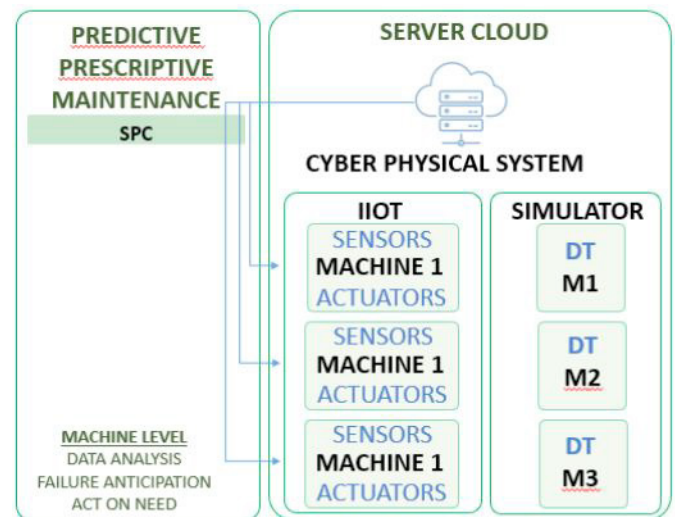 PREDICTIVE
PRESCRIPTIVE
MAINTENANCE
SPC
MACHINE LEVEL
DATA ANALYSIS
FAILURE ANTICIPATION
ACT ON NEED
SERVER CLOUD
CYBER PHYSICAL SYSTEM
IIOT
SENSORS
MACHINE 1
ACTUATORS
SENSORS
MACHINE 1
ACTUATORS
SENSORS
MACHINE 1
ACTUATORS
SIMULATOR
DT
M1
DT
M2
DT
M3